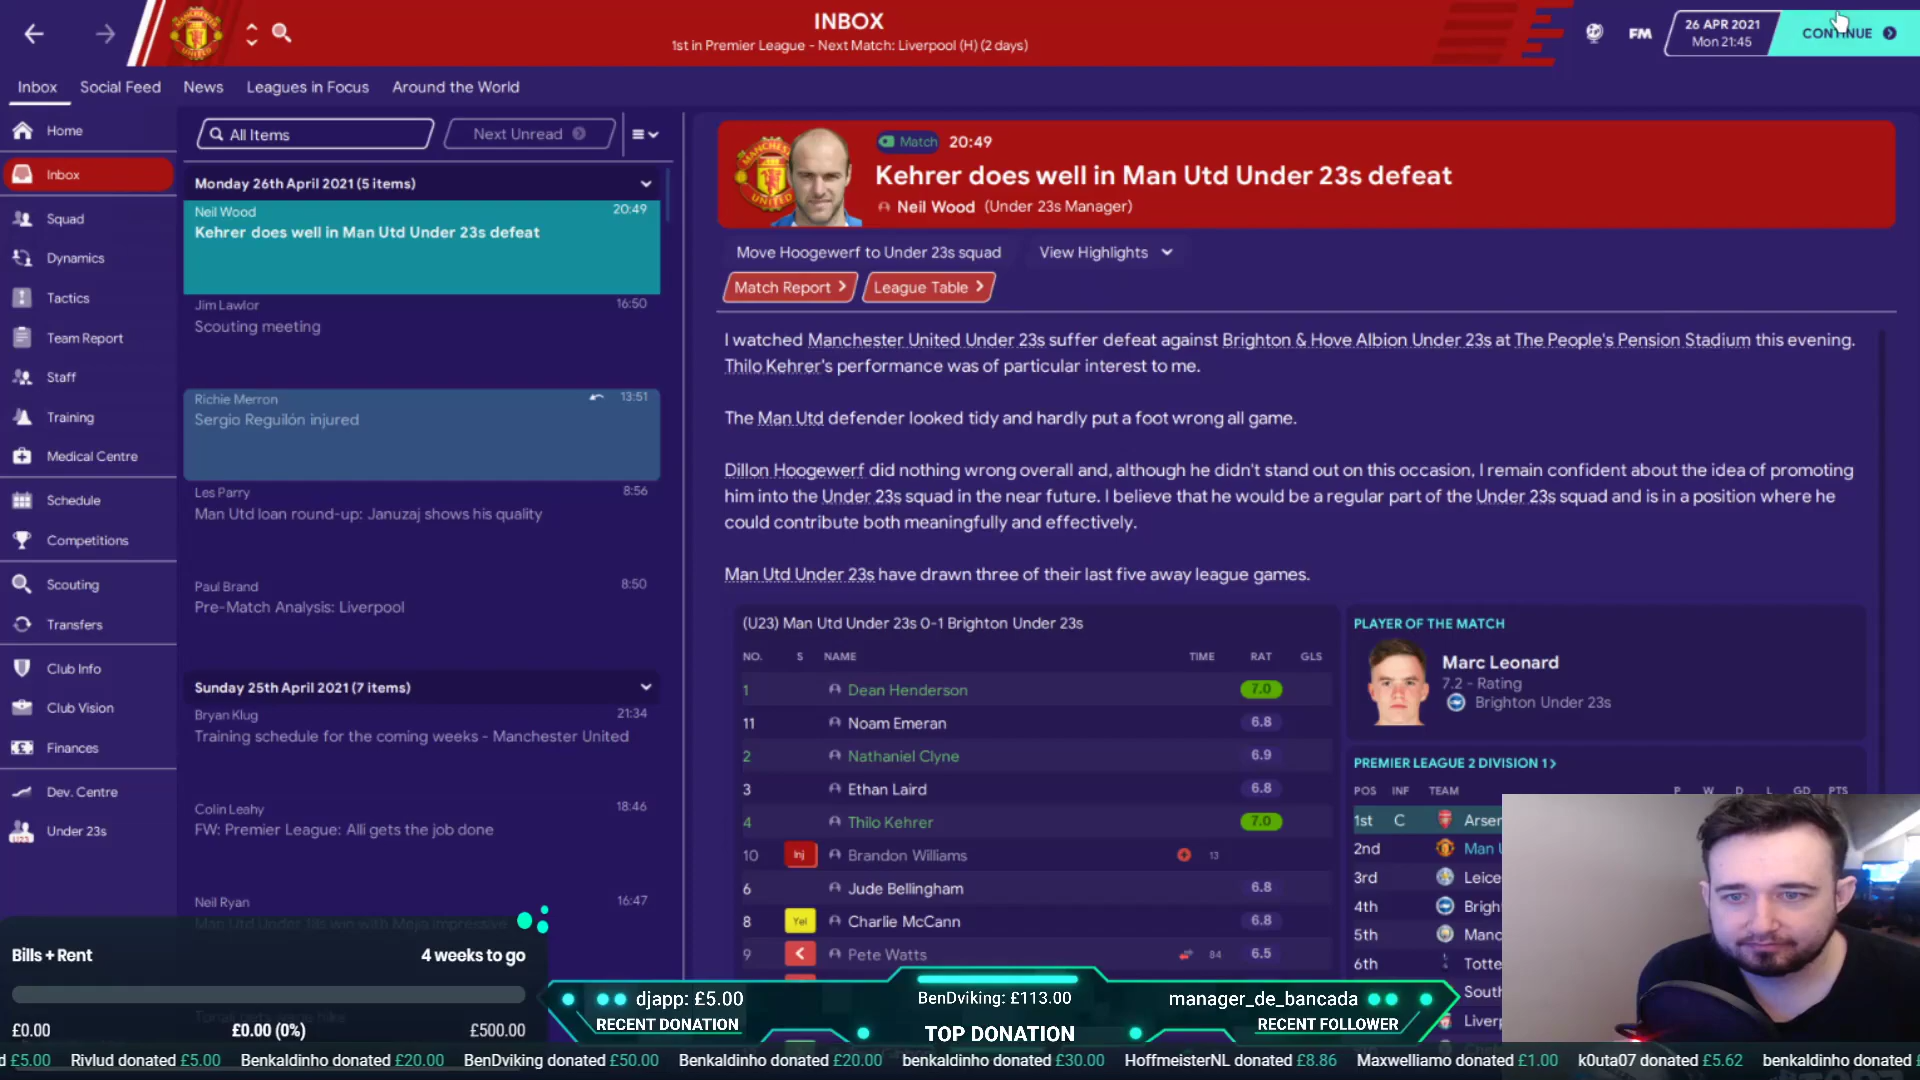 INBOX
1st in Premier League - Next Match: Liverpool (H) (2 days)
FM
26 APR 2021
Mon 21:45
CONTINUE
Inbox
Social Feed
News
Leagues in Focus
Around the World
Home
Inbox
Squad
Dynamics
Tactics
Team Report
Staff
Training
Medical Centre
Schedule
Competitions
Scouting
Transfers
Club Info
Club Vision
Finances
Dev. Centre
Under 23s
All Items
Next Unread
Monday 26th April 2021 (5 items)
Neil Wood 20:49
Kehrer does well in Man Utd Under 23s defeat
Jim Lawlor 16:50
Scouting meeting
Richie Merron 13:51
Sergio Reguilón injured
Les Parry 8:56
Man Utd loan round-up: Januzaj shows his quality
Paul Brand 8:50
Pre-Match Analysis: Liverpool
Sunday 25th April 2021 (7 items)
Bryan Klug 21:34
Training schedule for the coming weeks - Manchester United
Colin Leahy 18:46
FW: Premier League: Alli gets the job done
Neil Ryan 16:47
Man Utd Under 18s win with Mejia impressive
Match 20:49
Kehrer does well in Man Utd Under 23s defeat
Neil Wood (Under 23s Manager)
Move Hoogewerf to Under 23s squad
View Highlights
Match Report
League Table
I watched Manchester United Under 23s suffer defeat against Brighton & Hove Albion Under 23s at The People's Pension Stadium this evening.
Thilo Kehrer's performance was of particular interest to me.
The Man Utd defender looked tidy and hardly put a foot wrong all game.
Dillon Hoogewerf did nothing wrong overall and, although he didn't stand out on this occasion, I remain confident about the idea of promoting
him into the Under 23s squad in the near future. I believe that he would be a regular part of the Under 23s squad and is in a position where he
could contribute both meaningfully and effectively.
Man Utd Under 23s have drawn three of their last five away league games.
(U23) Man Utd Under 23s 0-1 Brighton Under 23s
NO. S NAME TIME RAT GLS
1 Dean Henderson 7.0
11 Noam Emeran 6.8
2 Nathaniel Clyne 6.9
3 Ethan Laird 6.8
4 Thilo Kehrer 7.0
10 Inj Brandon Williams 13
6 Jude Bellingham 6.8
8 Yel Charlie McCann 6.8
9 Pete Watts 84 6.5
PLAYER OF THE MATCH
Marc Leonard
7.2 - Rating
Brighton Under 23s
PREMIER LEAGUE 2 DIVISION 1
POS INF TEAM P W D L GD PTS
1st C Arsen
2nd Man U
3rd Leice
4th Brigh
5th Manc
6th Totte
South
Liverp
Bills + Rent
4 weeks to go
£0.00
£0.00 (0%)
£500.00
djapp: £5.00
RECENT DONATION
BenDviking: £113.00
TOP DONATION
manager_de_bancada
RECENT FOLLOWER
d £5.00 Rivlud donated £5.00 Benkaldinho donated £20.00 BenDviking donated £50.00 Benkaldinho donated £20.00 benkaldinho donated £30.00 HoffmeisterNL donated £8.86 Maxwelliamo donated £1.00 k0uta07 donated £5.62 benkaldinho donated £